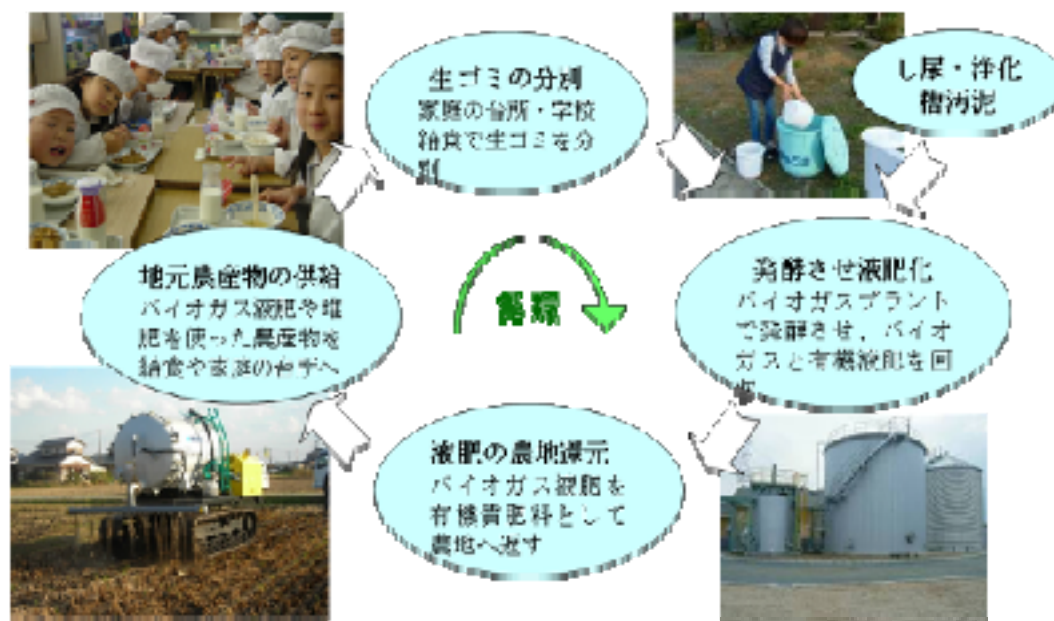 生ゴミの分別
家庭の台所・学校
給食で生ゴミを分
別
し尿・浄化
槽汚泥
発酵させ液肥化
バイオガスプラント
で発酵させ、バイオ
ガスと有機液肥を回
収
循環
液肥の農地還元
バイオガス液肥を
有機質肥料として
農地へ返す
地元農産物の供給
バイオガス液肥や堆
肥を使った農産物を
給食や家庭の